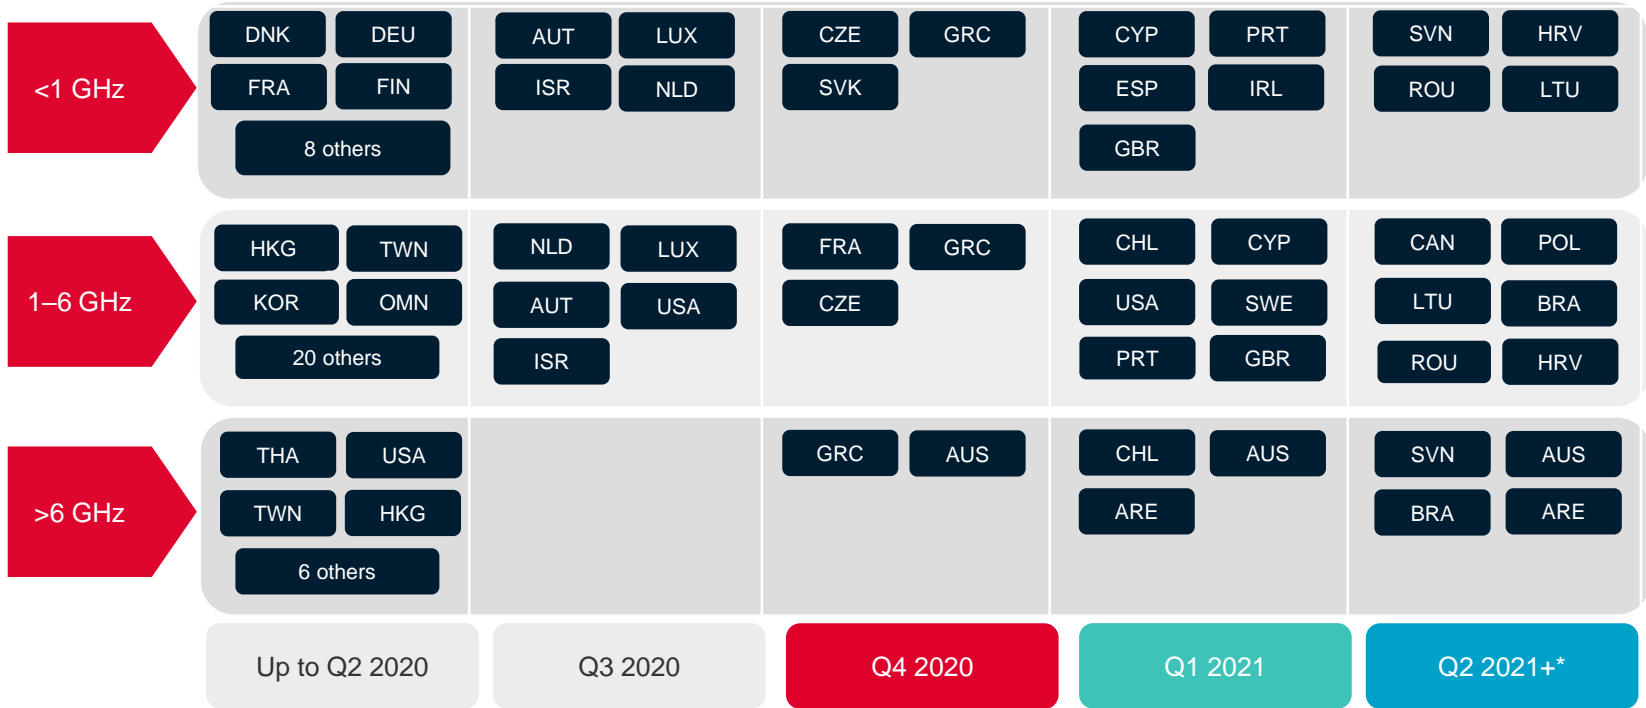 <1 GHz
DNK DEU
FRA FIN
8 others
AUT LUX
ISR NLD
CZE GRC
SVK
CYP PRT
ESP IRL
GBR
SVN HRV
ROU LTU
1–6 GHz
HKG TWN
KOR OMN
20 others
NLD LUX
AUT USA
ISR
FRA GRC
CZE
CHL CYP
USA SWE
PRT GBR
CAN POL
LTU BRA
ROU HRV
>6 GHz
THA USA
TWN HKG
6 others
GRC AUS
CHL AUS
ARE
SVN AUS
BRA ARE
Up to Q2 2020
Q3 2020
Q4 2020
Q1 2021
Q2 2021+*